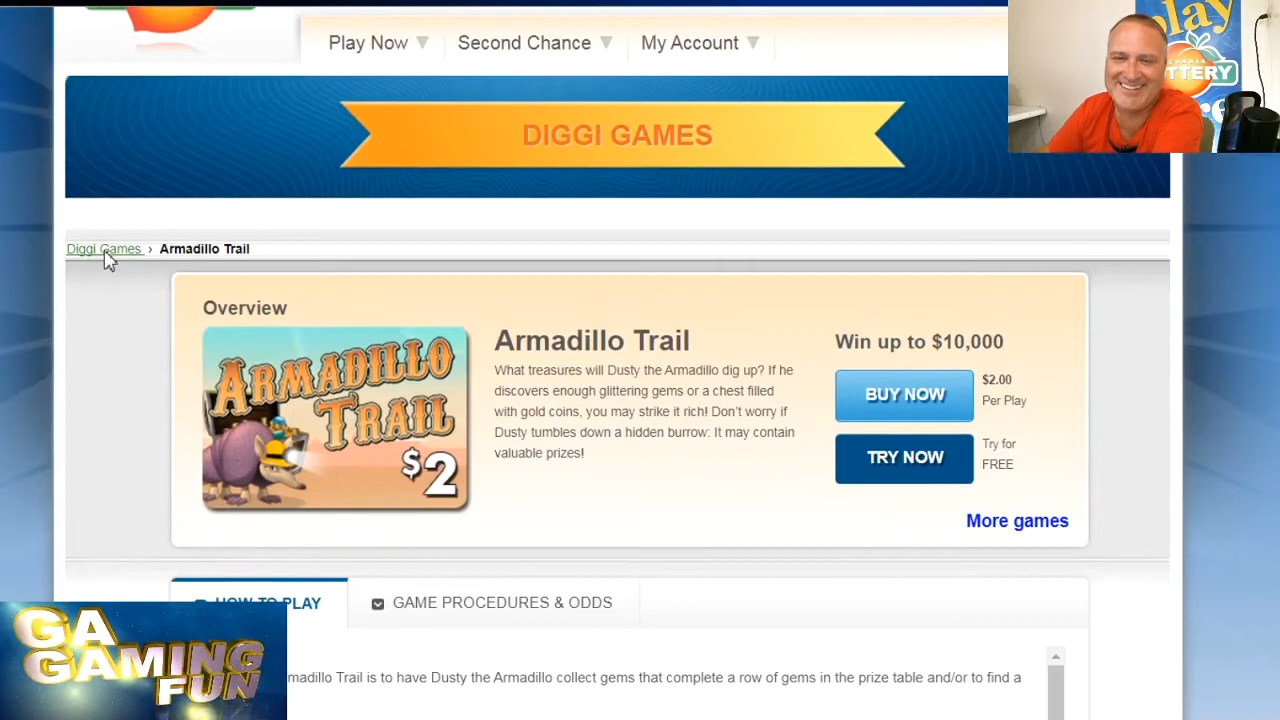 Play Now
Second Chance
My Account
play
TTERY
DIGGI GAMES
Diggi Games › Armadillo Trail
Overview
ARMADILLO
TRAIL
$2
Armadillo Trail
What treasures will Dusty the Armadillo dig up? If he
discovers enough glittering gems or a chest filled
with gold coins, you may strike it rich! Don't worry if
Dusty tumbles down a hidden burrow: It may contain
valuable prizes!
Win up to $10,000
BUY NOW
$2.00
Per Play
TRY NOW
Try for
FREE
More games
HOW TO PLAY
GAME PROCEDURES & ODDS
madillo Trail is to have Dusty the Armadillo collect gems that complete a row of gems in the prize table and/or to find a
GA
GAMING
FUN